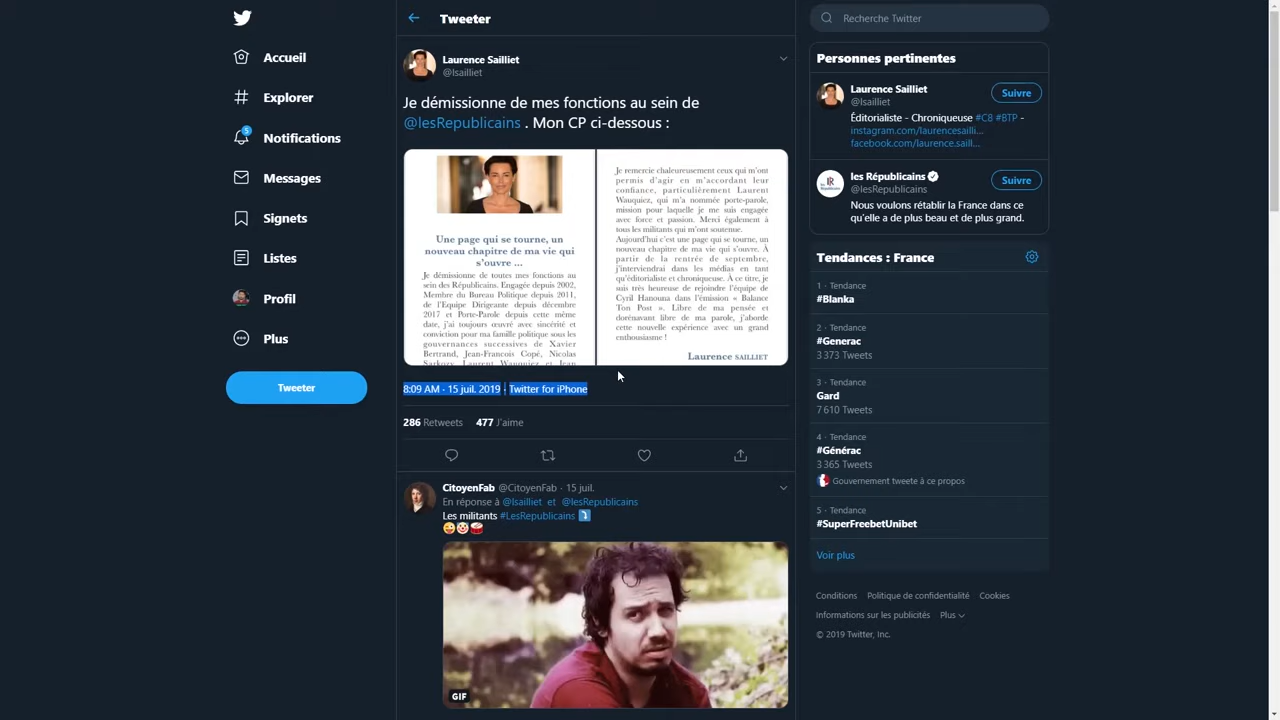 Accueil
Explorer
5
Notifications
Messages
Signets
Listes
Profil
Plus
Tweeter
Tweeter
Laurence Sailliet
@lsailliet
Je démissionne de mes fonctions au sein de
@lesRepublicains . Mon CP ci-dessous :
Une page qui se tourne, un
nouveau chapitre de ma vie qui
s'ouvre ...
Je démissionne de toutes mes fonctions au
sein des Républicains. Engagée depuis 2002,
Membre du Bureau Politique depuis 2011,
de l'Equipe Dirigeante depuis décembre
2017 et Porte-Parole depuis cette même
date, j'ai toujours œuvré avec sincérité et
conviction pour ma famille politique sous les
gouvernances successives de Xavier
Bertrand, Jean-Francois Copé, Nicolas
Sarkozy, Laurent Wauquiez et Jean
Je remercie chaleureusement ceux qui m'ont
permis d'agir en m'accordant leur
confiance, particulièrement Laurent
Wauquiez, qui m'a nommée porte-parole,
mission pour laquelle je me suis engagée
avec force et passion. Merci également à
tous les militants qui m'ont soutenue.
Aujourd'hui c'est une page qui se tourne, un
nouveau chapitre de ma vie qui s'ouvre. À
partir de la rentrée de septembre,
j'interviendrai dans les médias en tant
qu'éditorialiste et chroniqueuse. À ce titre, je
suis très heureuse de rejoindre l'équipe de
Cyril Hanouna dans l'émission « Balance
Ton Post ». Libre de ma pensée et
dorénavant libre de ma parole, j'aborde
cette nouvelle expérience avec un grand
enthousiasme !
Laurence SAILLIET
8:09 AM · 15 juil. 2019 · Twitter for iPhone
286 Retweets 477 J'aime
CitoyenFab @CitoyenFab · 15 juil.
En réponse à @lsailliet et @lesRepublicains
Les militants #LesRepublicains
GIF
Recherche Twitter
Personnes pertinentes
Laurence Sailliet
@lsailliet
Suivre
Éditorialiste - Chroniqueuse #C8 #BTP -
instagram.com/laurencesailli...
facebook.com/laurence.saill...
les Républicains
@lesRepublicains
Suivre
Nous voulons rétablir la France dans ce
qu'elle a de plus beau et de plus grand.
Tendances : France
1 · Tendance
#Blanka
2 · Tendance
#Generac
3 373 Tweets
3 · Tendance
Gard
7 610 Tweets
4 · Tendance
#Générac
3 365 Tweets
Gouvernement tweete à ce propos
5 · Tendance
#SuperFreebetUnibet
Voir plus
Conditions Politique de confidentialité Cookies
Informations sur les publicités Plus
© 2019 Twitter, Inc.